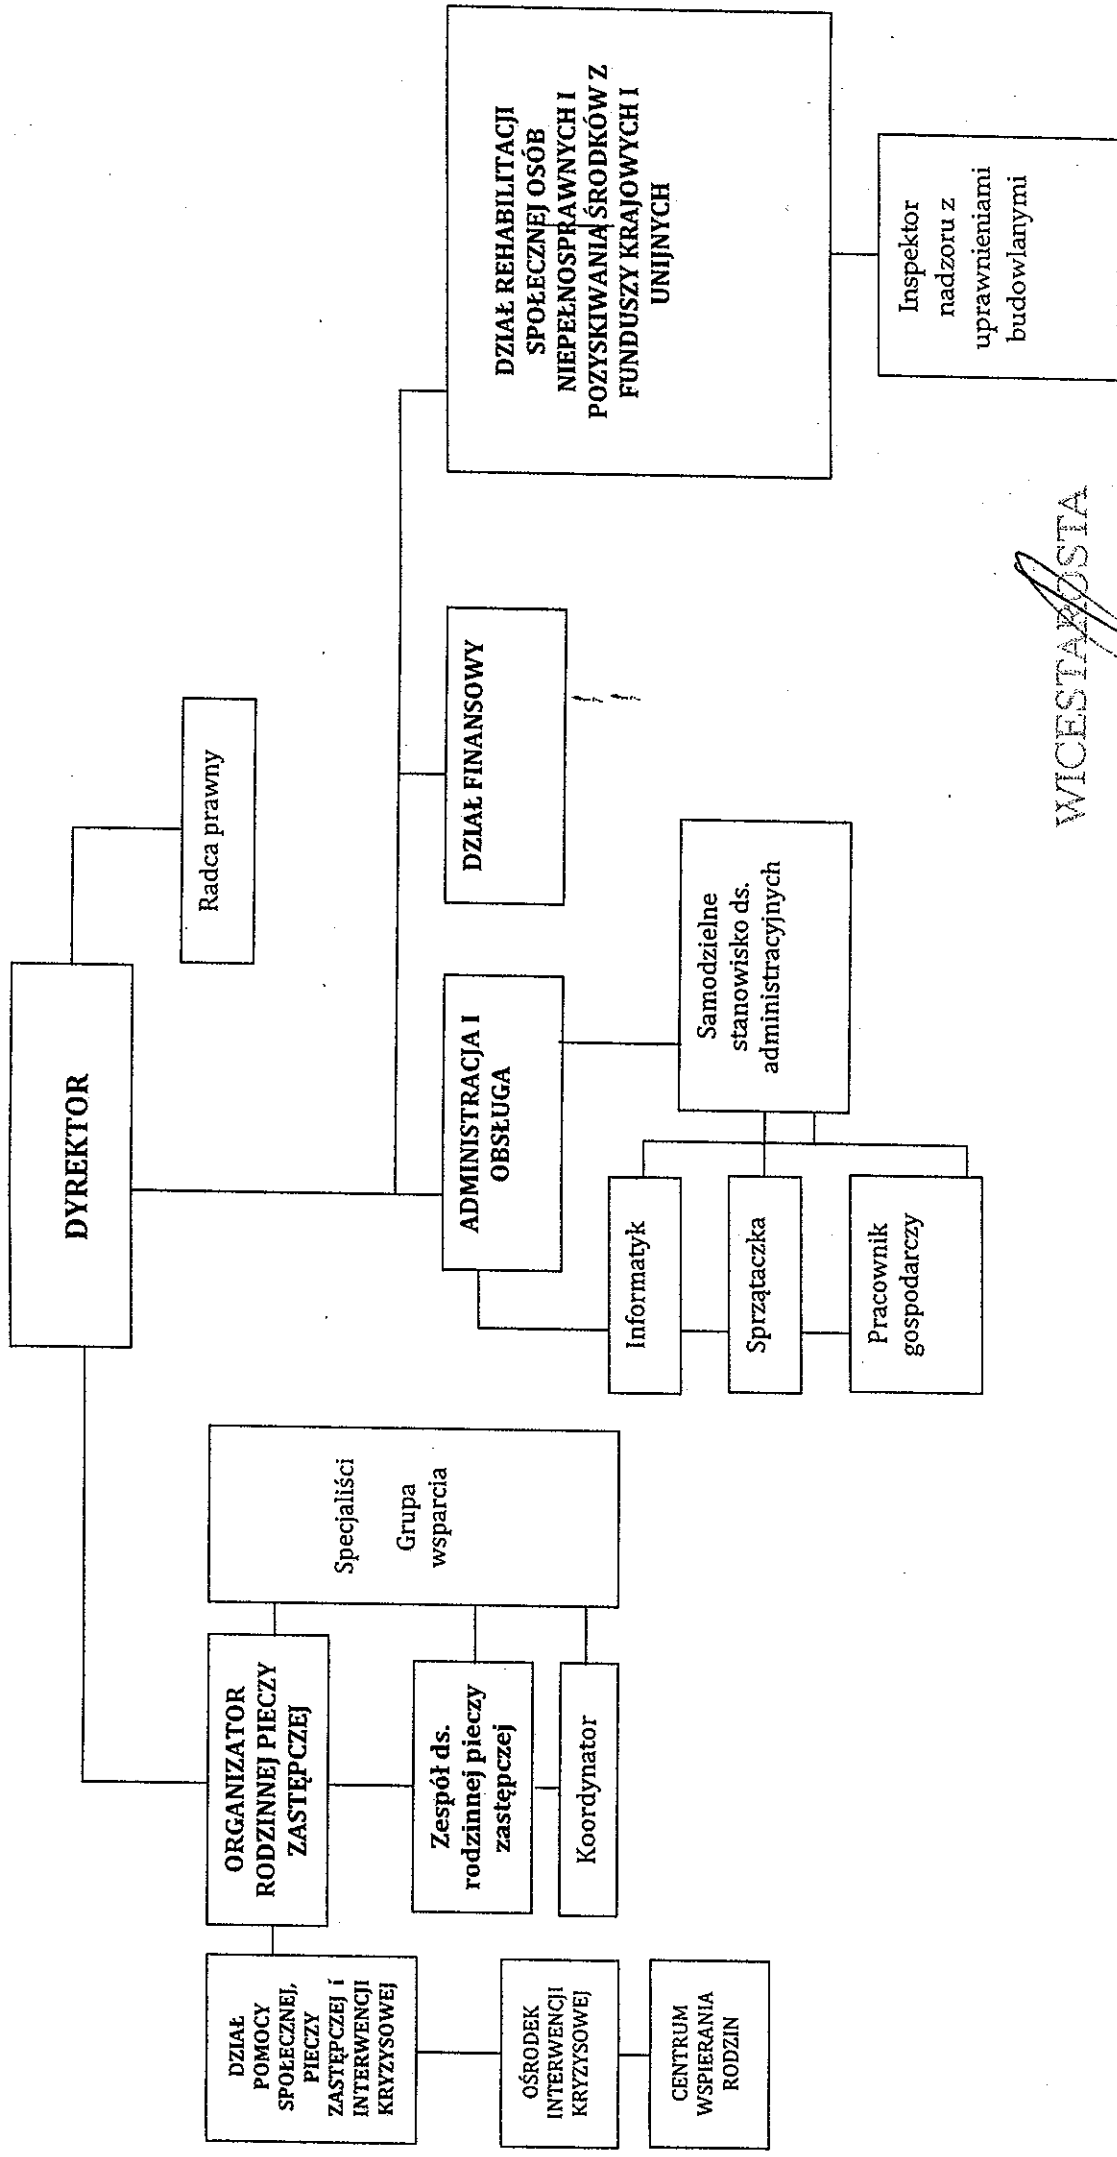 DYREKTOR
Radca prawny
ORGANIZATOR
RODZINNEJ PIECZY
ZASTĘPCZEJ
DZIAŁ
POMOCY
SPOŁECZNEJ,
PIECZY
ZASTĘPCZEJ i
INTERWENCJI
KRYZYSOWEJ
Specjaliści
Grupa
wsparcia
Zespół ds.
rodzinnej pieczy
zastępczej
Koordynator
OŚRODEK
INTERWENCJI
KRYZYSOWEJ
CENTRUM
WSPIERANIA
RODZIN
ADMINISTRACJA I
OBSŁUGA
Informatyk
Sprzątaczka
Pracownik
gospodarczy
Samodzielne
stanowisko ds.
administracyjnych
DZIAŁ FINANSOWY
DZIAŁ REHABILITACJI
SPOŁECZNEJ OSÓB
NIEPEŁNOSPRAWNYCH I
POZYSKIWANIA ŚRODKÓW Z
FUNDUSZY KRAJOWYCH I
UNIJNYCH
Inspektor
nadzoru z
uprawnieniami
budowlanymi
WICESTAROSTA